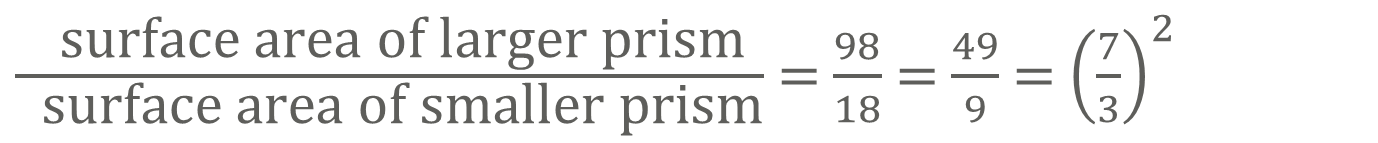 surface area of larger prism / surface area of smaller prism = 98/18 = 49/9 = (7/3)²